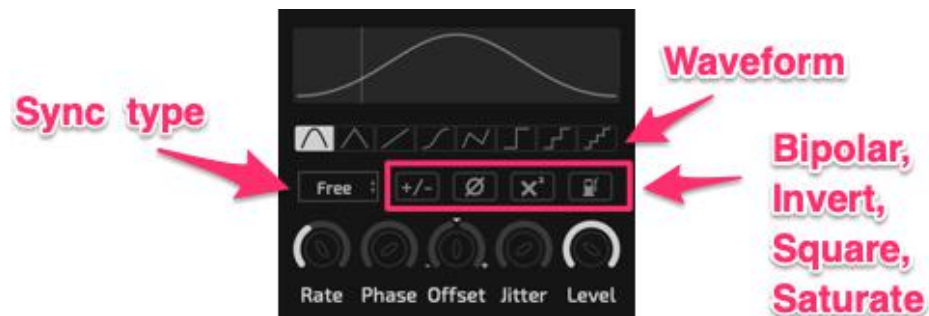 Waveform
Sync type
Bipolar,
Invert,
Square,
Saturate
Free
+/-
Ø
x²
- +
Rate Phase Offset Jitter Level